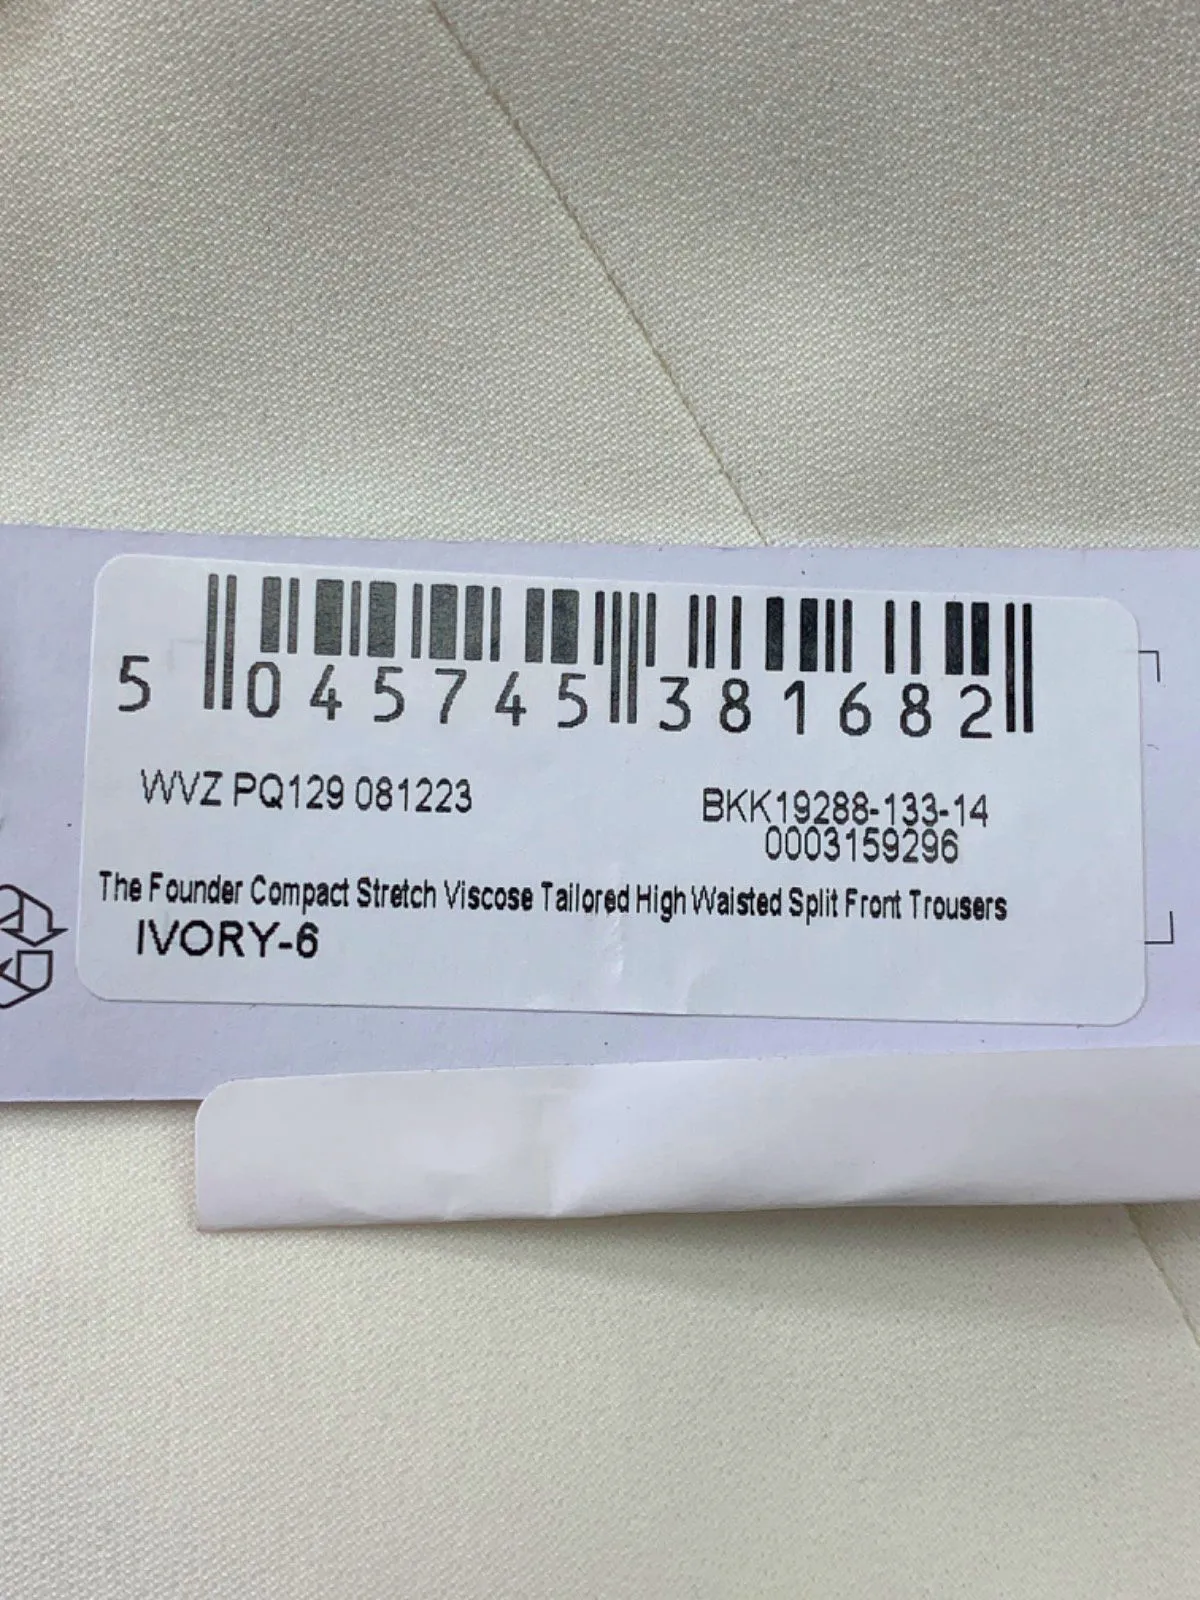 5 045745 381682
WVZ PQ129 081223
BKK19288-133-14
0003159296
The Founder Compact Stretch Viscose Tailored High Waisted Split Front Trousers
IVORY-6